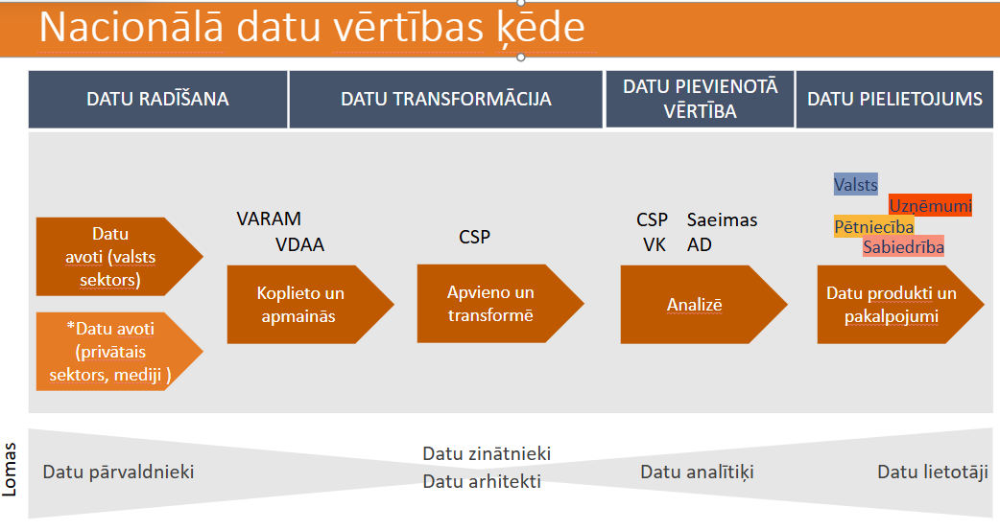 Nacionālā datu vērtības ķēde
DATU RADĪŠANA
DATU TRANSFORMĀCIJA
DATU PIEVIENOTĀ
VĒRTĪBA
DATU PIELIETOJUMS
Datu
avoti (valsts
sektors)
*Datu avoti
(privātais
sektors, mediji )
VARAM
VDAA
Koplieto un
apmainās
CSP
Apvieno un
transformē
CSP Saeimas
VK AD
Analizē
Valsts
Uzņēmumi
Pētniecība
Sabiedrība
Datu produkti un
pakalpojumi
Lomas
Datu pārvaldnieki
Datu zinātnieki
Datu arhitekti
Datu analītiķi
Datu lietotāji